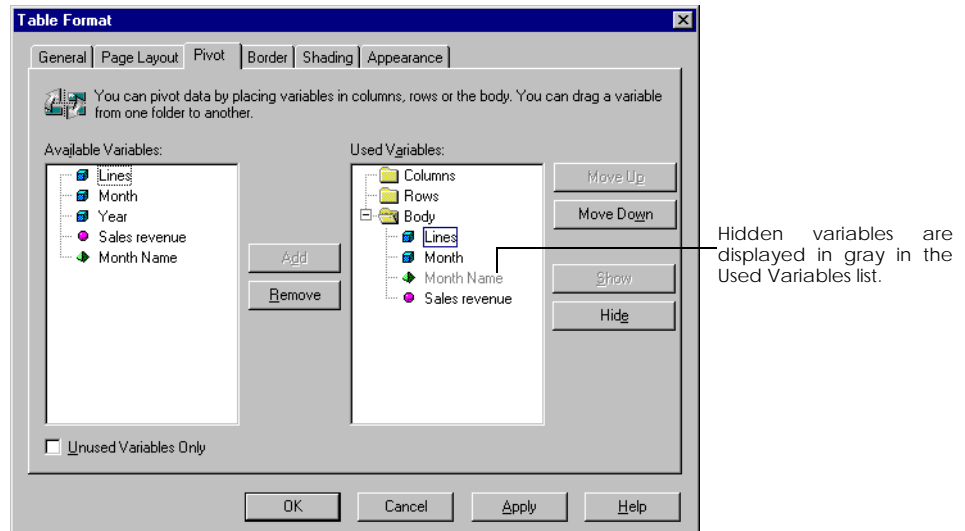 Table Format
General Page Layout Pivot Border Shading Appearance
You can pivot data by placing variables in columns, rows or the body. You can drag a variable
from one folder to another.
Available Variables:
Lines
Month
Year
Sales revenue
Month Name
Add
Remove
Used Variables:
Columns
Rows
Body
Lines
Month
Month Name
Sales revenue
Move Up
Move Down
Show
Hide
Hidden variables are
displayed in gray in the
Used Variables list.
Unused Variables Only
OK Cancel Apply Help